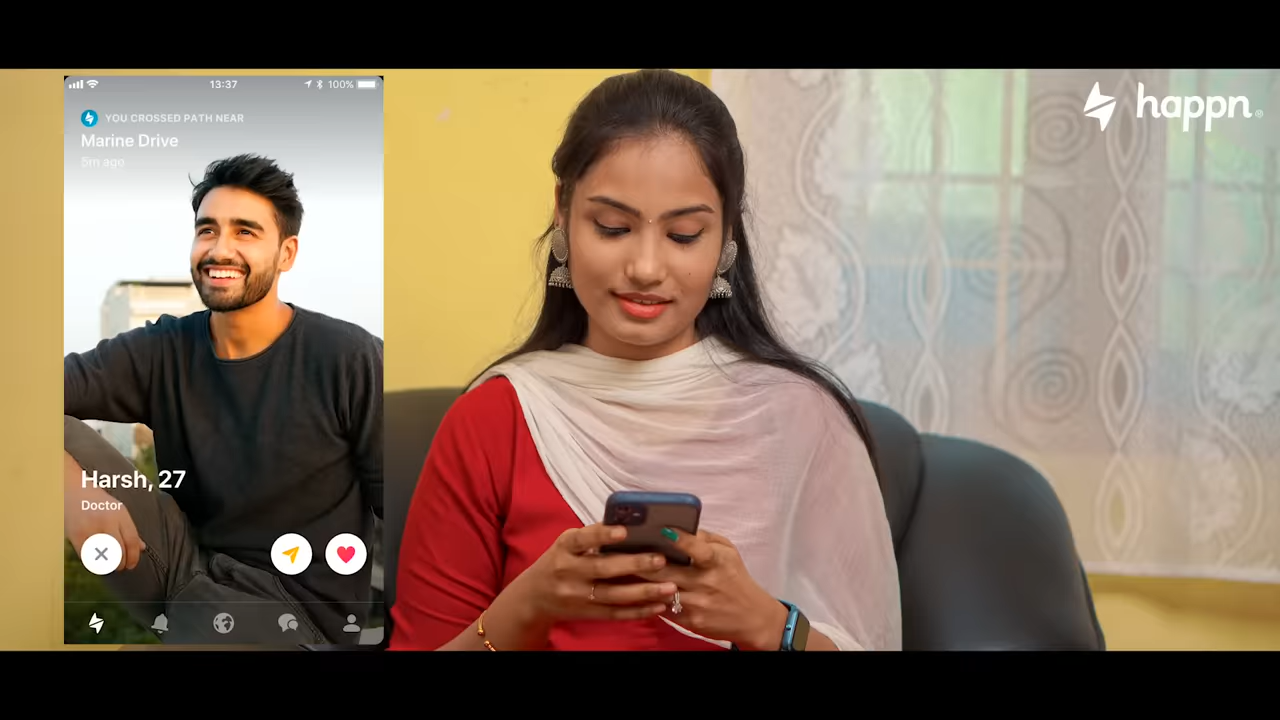 13:37
100%
YOU CROSSED PATH NEAR
Marine Drive
5m ago
Harsh, 27
Doctor
happn®